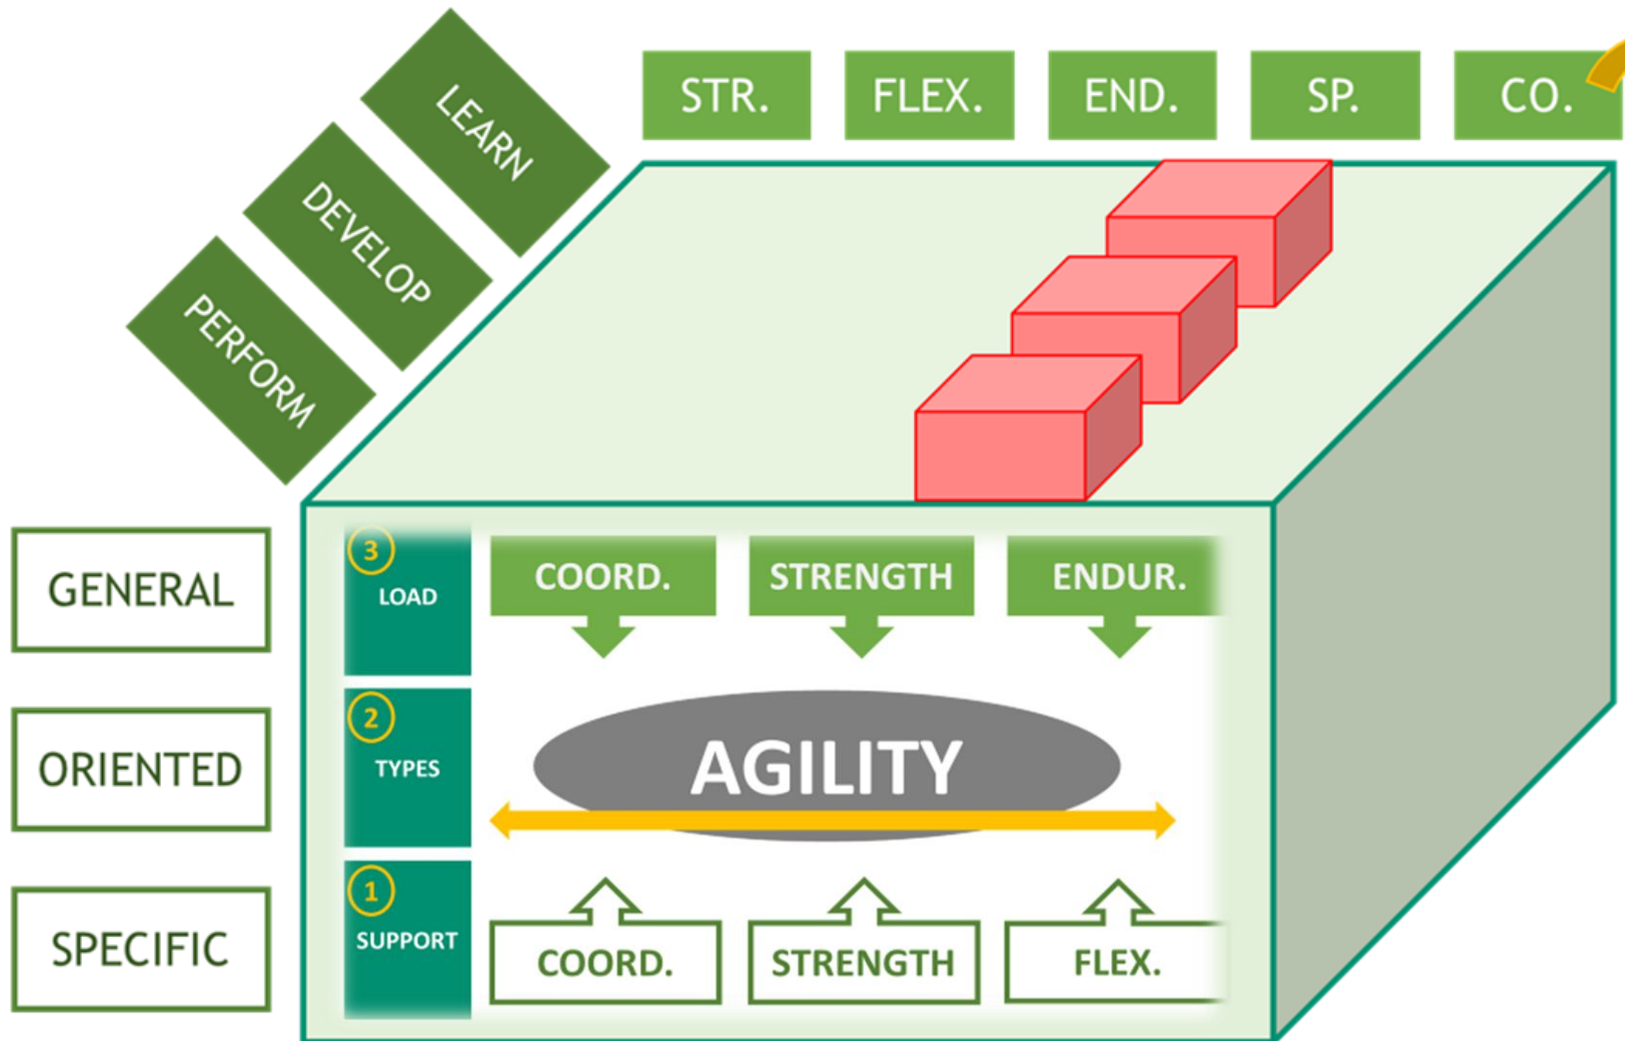 LEARN
DEVELOP
PERFORM
STR.
FLEX.
END.
SP.
CO.
GENERAL
ORIENTED
SPECIFIC
3
LOAD
COORD.
STRENGTH
ENDUR.
2
TYPES
AGILITY
1
SUPPORT
COORD.
STRENGTH
FLEX.